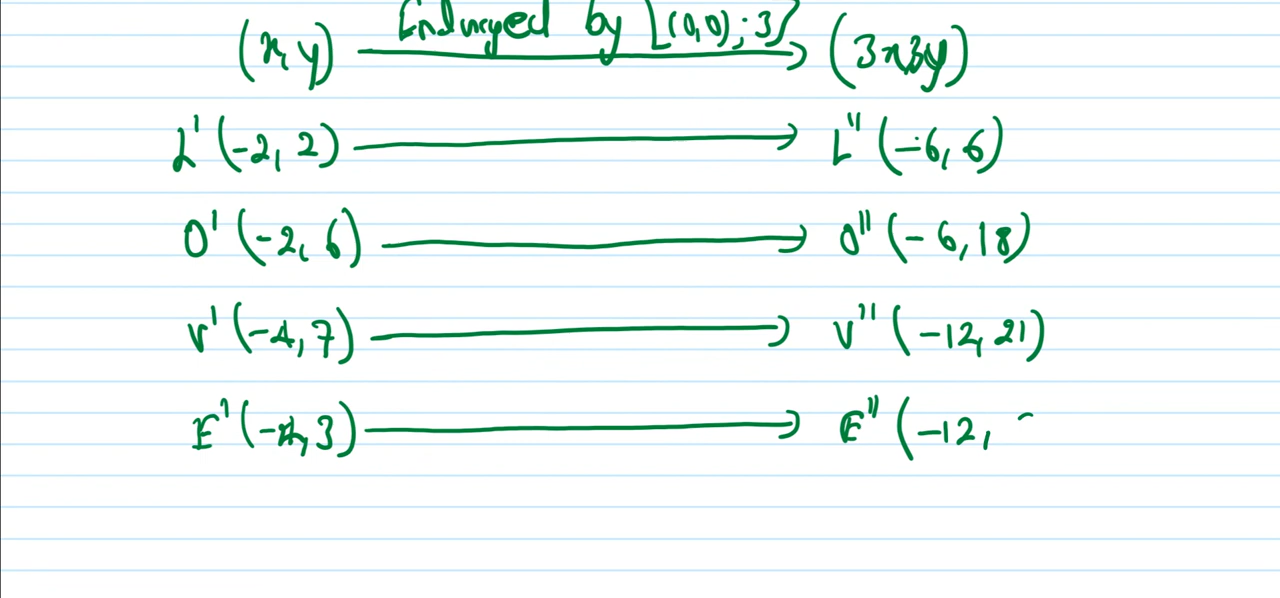 Enlarged by [(0,0);3]
(x, y) → (3x, 3y)
L' (-2, 2) → L'' (-6, 6)
O' (-2, 6) → O'' (-6, 18)
V' (-4, 7) → V'' (-12, 21)
E' (-4, 3) → E'' (-12,